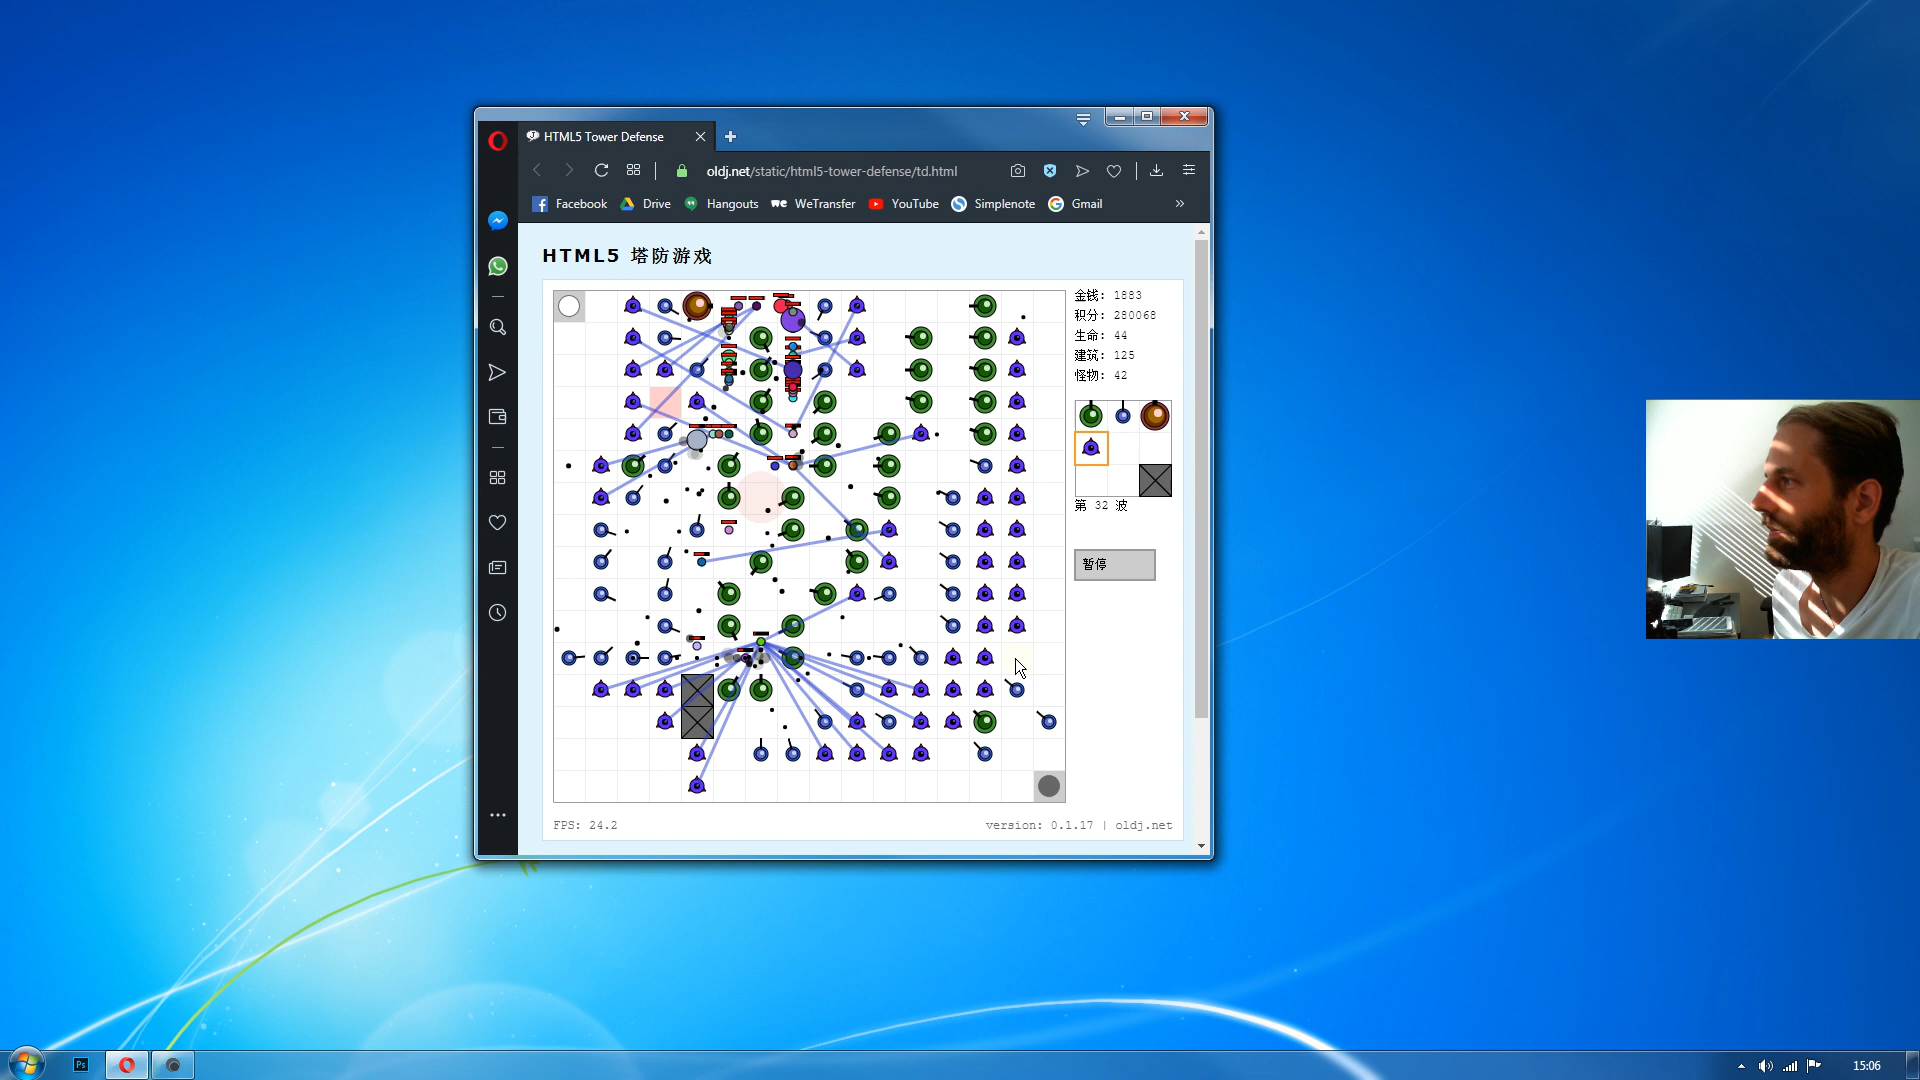 HTML5 Tower Defense
oldj.net/static/html5-tower-defense/td.html
Facebook Drive Hangouts WeTransfer YouTube Simplenote Gmail »
HTML5 塔防游戏
金钱: 1883
积分: 280068
生命: 44
建筑: 125
怪物: 42
第 32 波
暂停
FPS: 24.2
version: 0.1.17 | oldj.net
Ps
15:06